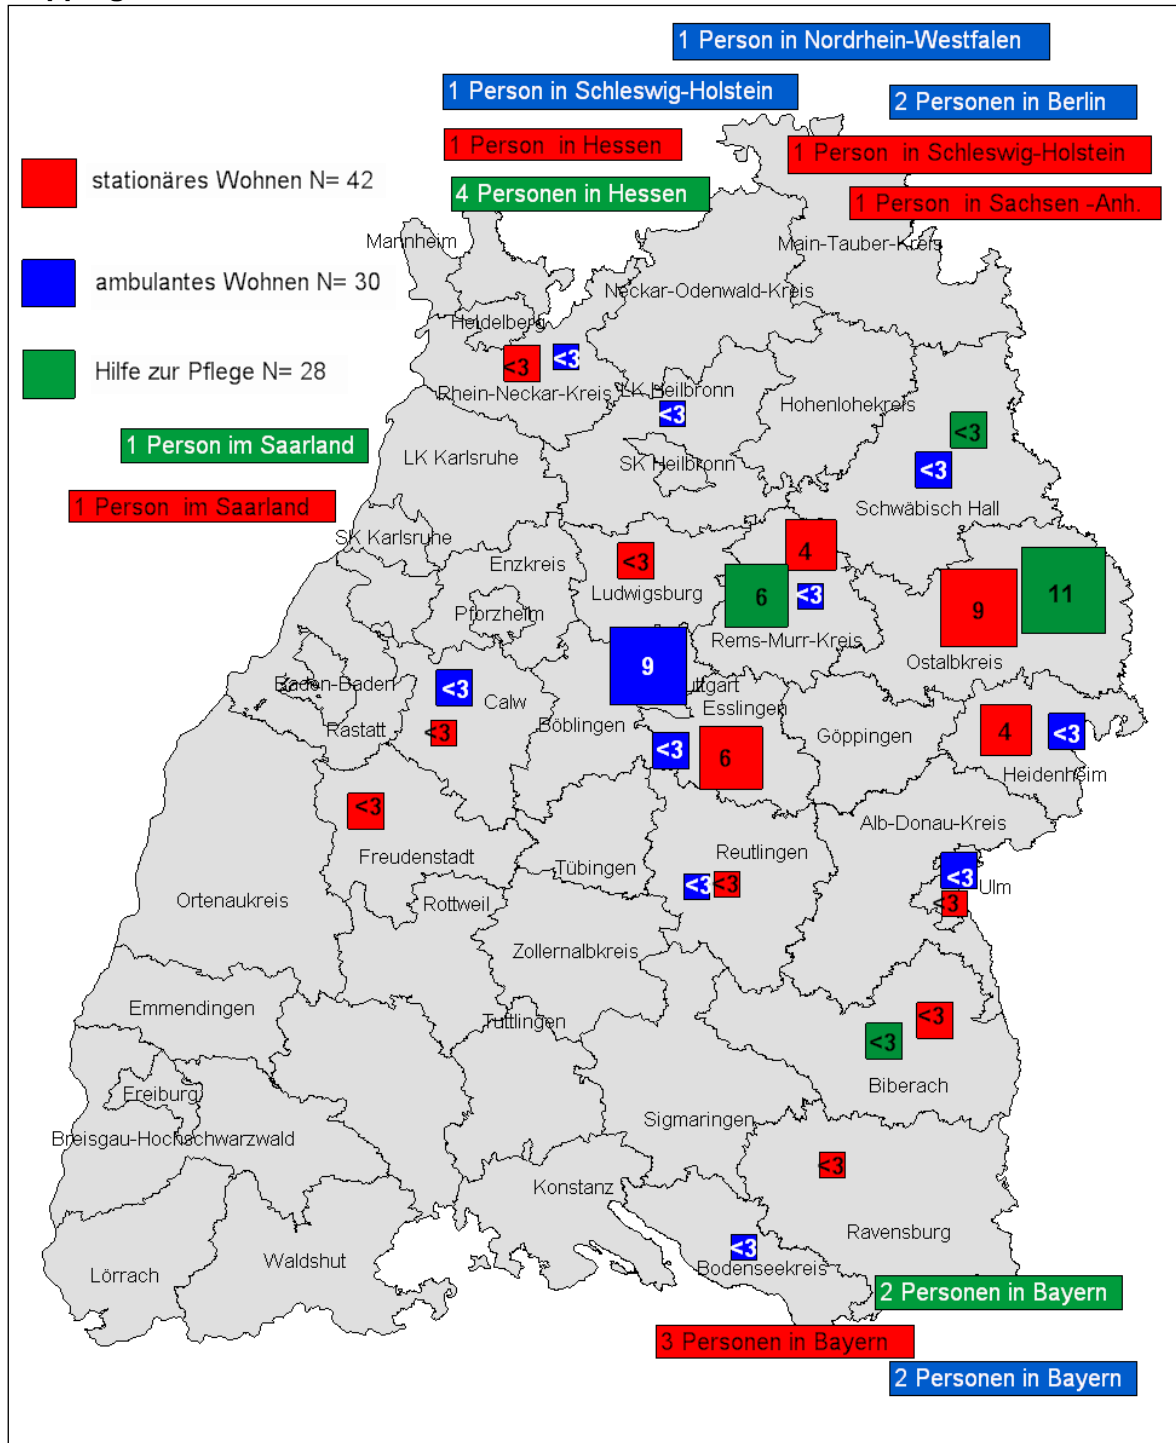 1 Person in Nordrhein-Westfalen
1 Person in Schleswig-Holstein
2 Personen in Berlin
1 Person in Hessen
1 Person in Schleswig-Holstein
stationäres Wohnen N= 42
4 Personen in Hessen
1 Person in Sachsen -Anh.
Mannheim
Main-Tauber-Kreis
ambulantes Wohnen N= 30
Neckar-Odenwald-Kreis
Heidelberg
<3
<3
Hilfe zur Pflege N= 28
Rhein-Neckar-Kreis
LK Heilbronn
<3
Hohenlohekreis
<3
1 Person im Saarland
LK Karlsruhe
SK Heilbronn
<3
1 Person im Saarland
Schwäbisch Hall
SK Karlsruhe
Enzkreis
<3
4
Ludwigsburg
6
<3
9
11
Pforzheim
Rems-Murr-Kreis
Ostalbkreis
9
Baden-Baden
<3
Calw
ttgart
Esslingen
Rastatt
<3
Böblingen
<3
6
Göppingen
4
<3
Heidenheim
<3
Freudenstadt
Alb-Donau-Kreis
Tübingen
Reutlingen
<3
<3
<3
Ulm
<3
Ortenaukreis
Rottweil
Zollernalbkreis
Emmendingen
Tuttlingen
<3
<3
Biberach
Freiburg
Sigmaringen
Breisgau-Hochschwarzwald
<3
Konstanz
Ravensburg
<3
Bodenseekreis
Waldshut
Lörrach
2 Personen in Bayern
3 Personen in Bayern
2 Personen in Bayern